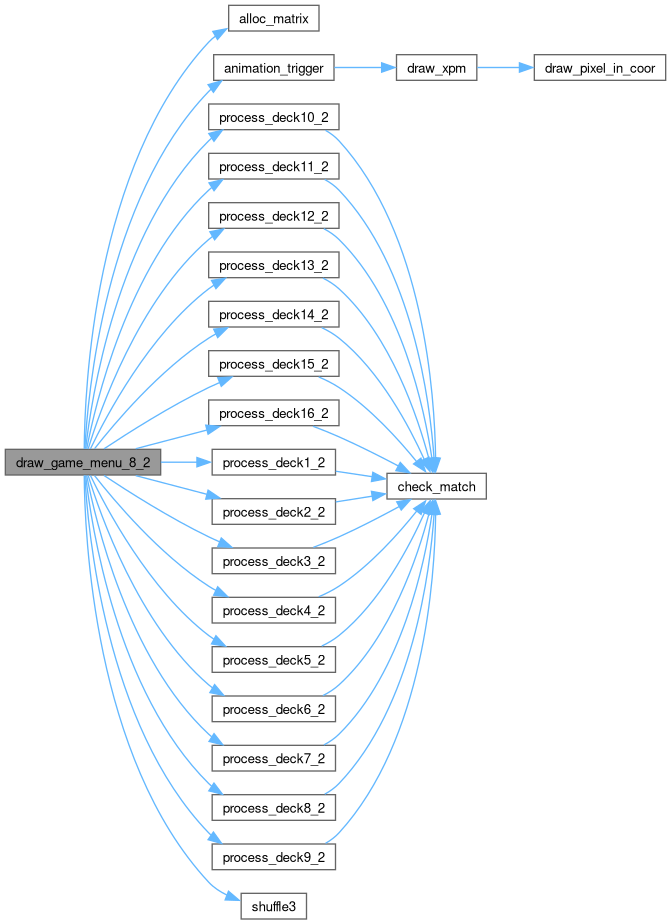 alloc_matrix
animation_trigger
draw_xpm
draw_pixel_in_coor
process_deck10_2
process_deck11_2
process_deck12_2
process_deck13_2
process_deck14_2
process_deck15_2
process_deck16_2
draw_game_menu_8_2
process_deck1_2
check_match
process_deck2_2
process_deck3_2
process_deck4_2
process_deck5_2
process_deck6_2
process_deck7_2
process_deck8_2
process_deck9_2
shuffle3